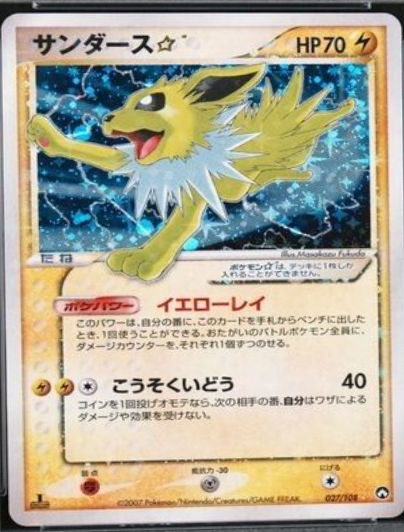 サンダース☆ HP70
Illus. Masakazu Fukuda
たね
ポケモン☆は、デッキに1枚しか
入れることができません。
ポケパワー イエローレイ
このパワーは、自分の番に、このカードを手札からベンチに出した
とき、1回使うことができる。おたがいのバトルポケモン全員に、
ダメージカウンターを、それぞれ1個ずつのせる。
こうそくいどう 40
コインを1回投げオモテなら、次の相手の番、自分はワザによる
ダメージや効果を受けない。
弱点 抵抗力 -30 にげる
1
©2007 Pokémon/Nintendo/Creatures/GAME FREAK. 027/108